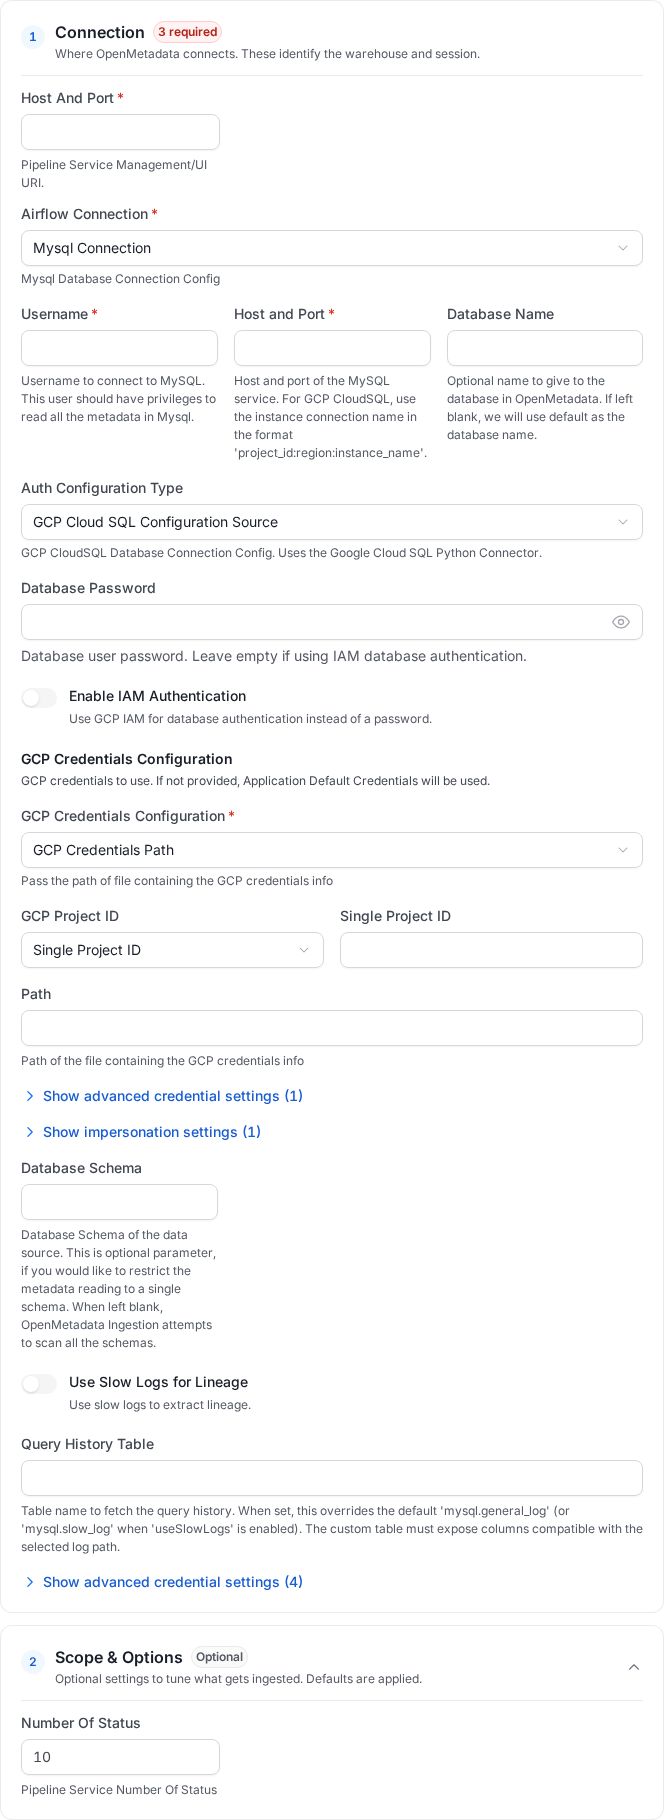 1 Connection 3 required
Where OpenMetadata connects. These identify the warehouse and session.
Host And Port *
Pipeline Service Management/UI
URI.
Airflow Connection *
Mysql Connection
Mysql Database Connection Config
Username * Host and Port * Database Name
Username to connect to MySQL.
This user should have privileges to
read all the metadata in Mysql.
Host and port of the MySQL
service. For GCP CloudSQL, use
the instance connection name in
the format
'project_id:region:instance_name'.
Optional name to give to the
database in OpenMetadata. If left
blank, we will use default as the
database name.
Auth Configuration Type
GCP Cloud SQL Configuration Source
GCP CloudSQL Database Connection Config. Uses the Google Cloud SQL Python Connector.
Database Password
Database user password. Leave empty if using IAM database authentication.
Enable IAM Authentication
Use GCP IAM for database authentication instead of a password.
GCP Credentials Configuration
GCP credentials to use. If not provided, Application Default Credentials will be used.
GCP Credentials Configuration *
GCP Credentials Path
Pass the path of file containing the GCP credentials info
GCP Project ID Single Project ID
Single Project ID
Path
Path of the file containing the GCP credentials info
Show advanced credential settings (1)
Show impersonation settings (1)
Database Schema
Database Schema of the data
source. This is optional parameter,
if you would like to restrict the
metadata reading to a single
schema. When left blank,
OpenMetadata Ingestion attempts
to scan all the schemas.
Use Slow Logs for Lineage
Use slow logs to extract lineage.
Query History Table
Table name to fetch the query history. When set, this overrides the default 'mysql.general_log' (or
'mysql.slow_log' when 'useSlowLogs' is enabled). The custom table must expose columns compatible with the
selected log path.
Show advanced credential settings (4)
2 Scope & Options Optional
Optional settings to tune what gets ingested. Defaults are applied.
Number Of Status
10
Pipeline Service Number Of Status